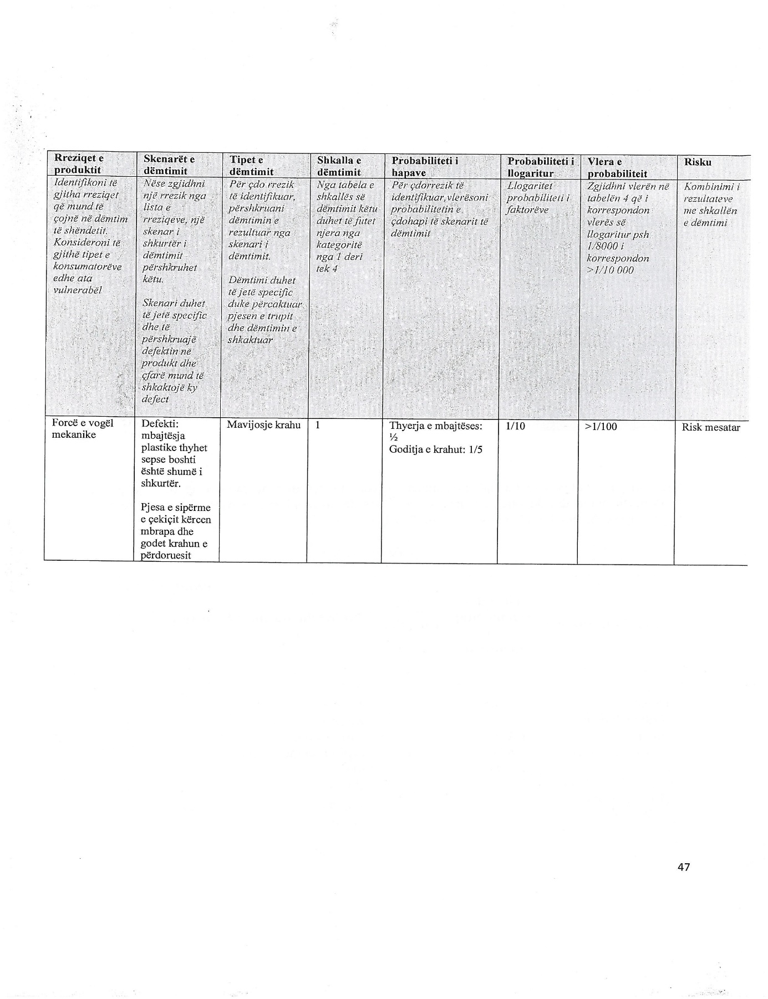 Rreziqet e
produktit
Skenarët e
dëmtimit
Tipet e
dëmtimit
Shkalla e
dëmtimit
Probabiliteti i
hapave
Probabiliteti i
llogaritur
Vlera e
probabiliteit
Risku
Identifikoni të
gjitha rreziqet
që mund të
çojnë në dëmtim
të shëndetit.
Konsideroni të
gjithë tipet e
konsumatorëve
edhe ata
vulnerabël
Nëse zgjidhni
një rrezik nga
lista e
rreziqeve, një
skenar i
shkurtër i
dëmtimit
përshkruhet
këtu.
Skenari duhet
të jetë specific
dhe të
përshkruajë
defektin në
produkt dhe
çfarë mund të
shkaktojë ky
defect
Për çdo rrezik
të identifikuar,
përshkruani
dëmtimin e
rezultuar nga
skenari i
dëmtimit.
Dëmtimi duhet
të jetë specific
duke përcaktuar
pjesen e trupit
dhe dëmtimin e
shkaktuar
Nga tabela e
shkallës së
dëmtimit këtu
duhet të futet
njera nga
kategoritë
nga 1 deri
tek 4
Për çdorrezik të
identifikuar,vlerësoni
probabilitetin e
çdohapi të skenarit të
dëmtimit
Llogaritet
probabiliteti i
faktorëve
Zgjidhni vlerën në
tabelën 4 që i
korrespondon
vlerës së
llogaritur psh
1/8000 i
korrespondon
>1/10 000
Kombinimi i
rezultateve
me shkallën
e dëmtimi
Forcë e vogël
mekanike
Defekti:
mbajtësja
plastike thyhet
sepse boshti
është shumë i
shkurtër.
Pjesa e sipërme
e çekiçit kërcen
mbrapa dhe
godet krahun e
përdoruesit
Mavijosje krahu
1
Thyerja e mbajtëses:
½
Goditja e krahut: 1/5
1/10
>1/100
Risk mesatar
47